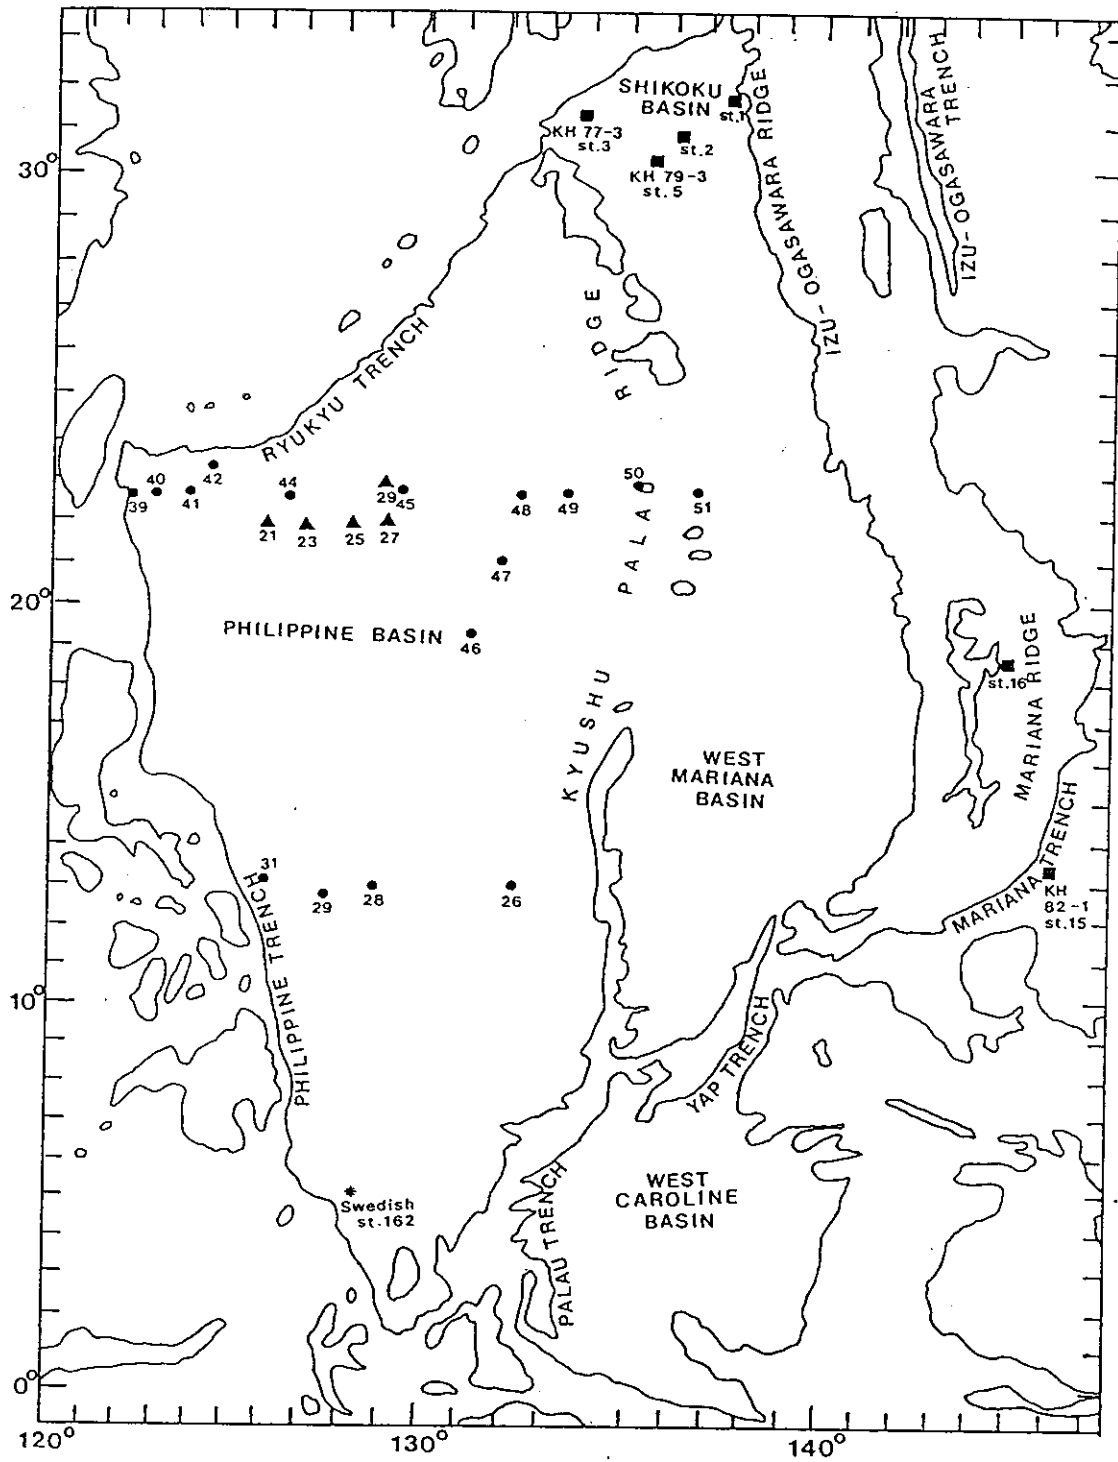 SHIKOKU
BASIN
st.1
KH 77-3
st.3
st.2
KH 79-3
st.5
IZU-OGASAWARA RIDGE
IZU-OGASAWARA
TRENCH
IZU-OGASAWARA TRENCH
30°
RIDGE
RYUKYU TRENCH
40
39
41
42
44
29
45
21
23
25
27
48
49
50
51
PALAU
47
20°
PHILIPPINE BASIN
46
st.16
MARIANA RIDGE
KYUSHU
WEST
MARIANA
BASIN
MARIANA TRENCH
KH
82-1
st.15
31
29
28
26
PHILIPPINE TRENCH
10°
YAP TRENCH
Swedish
st.162
WEST
CAROLINE
BASIN
PALAU TRENCH
0°
120°
130°
140°